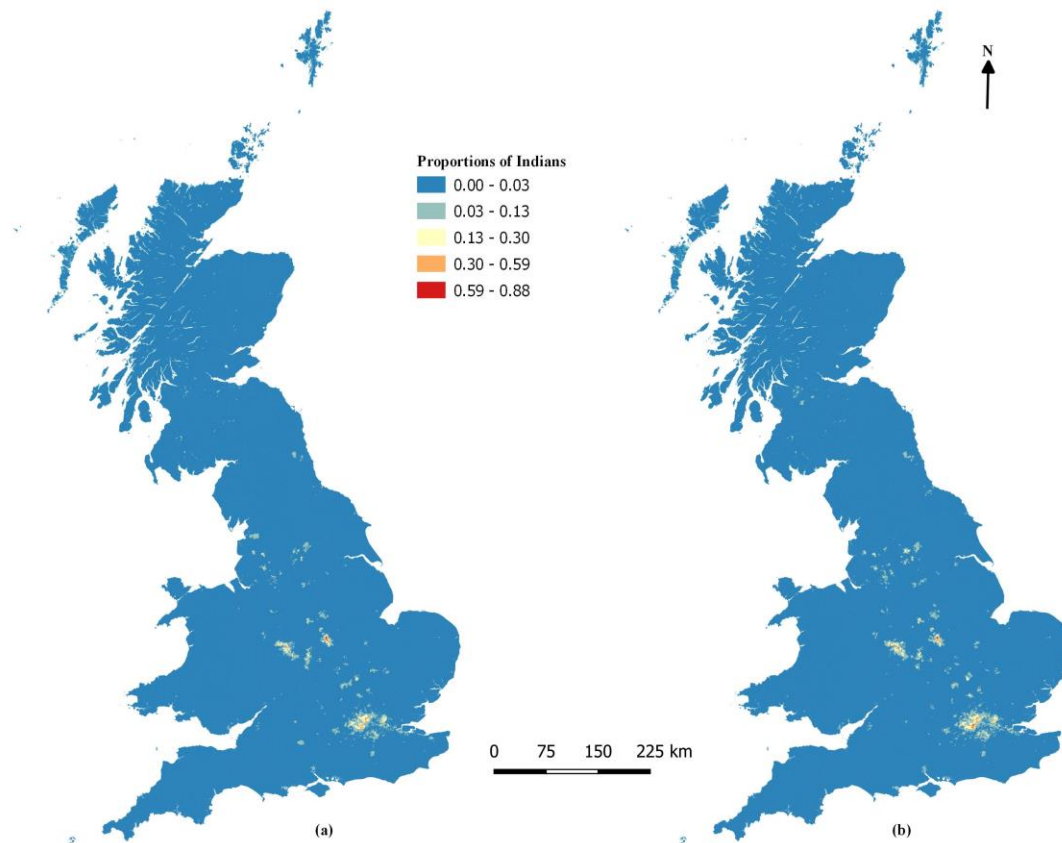 N
Proportions of Indians
0.00 - 0.03
0.03 - 0.13
0.13 - 0.30
0.30 - 0.59
0.59 - 0.88
0 75 150 225 km
(a)
(b)